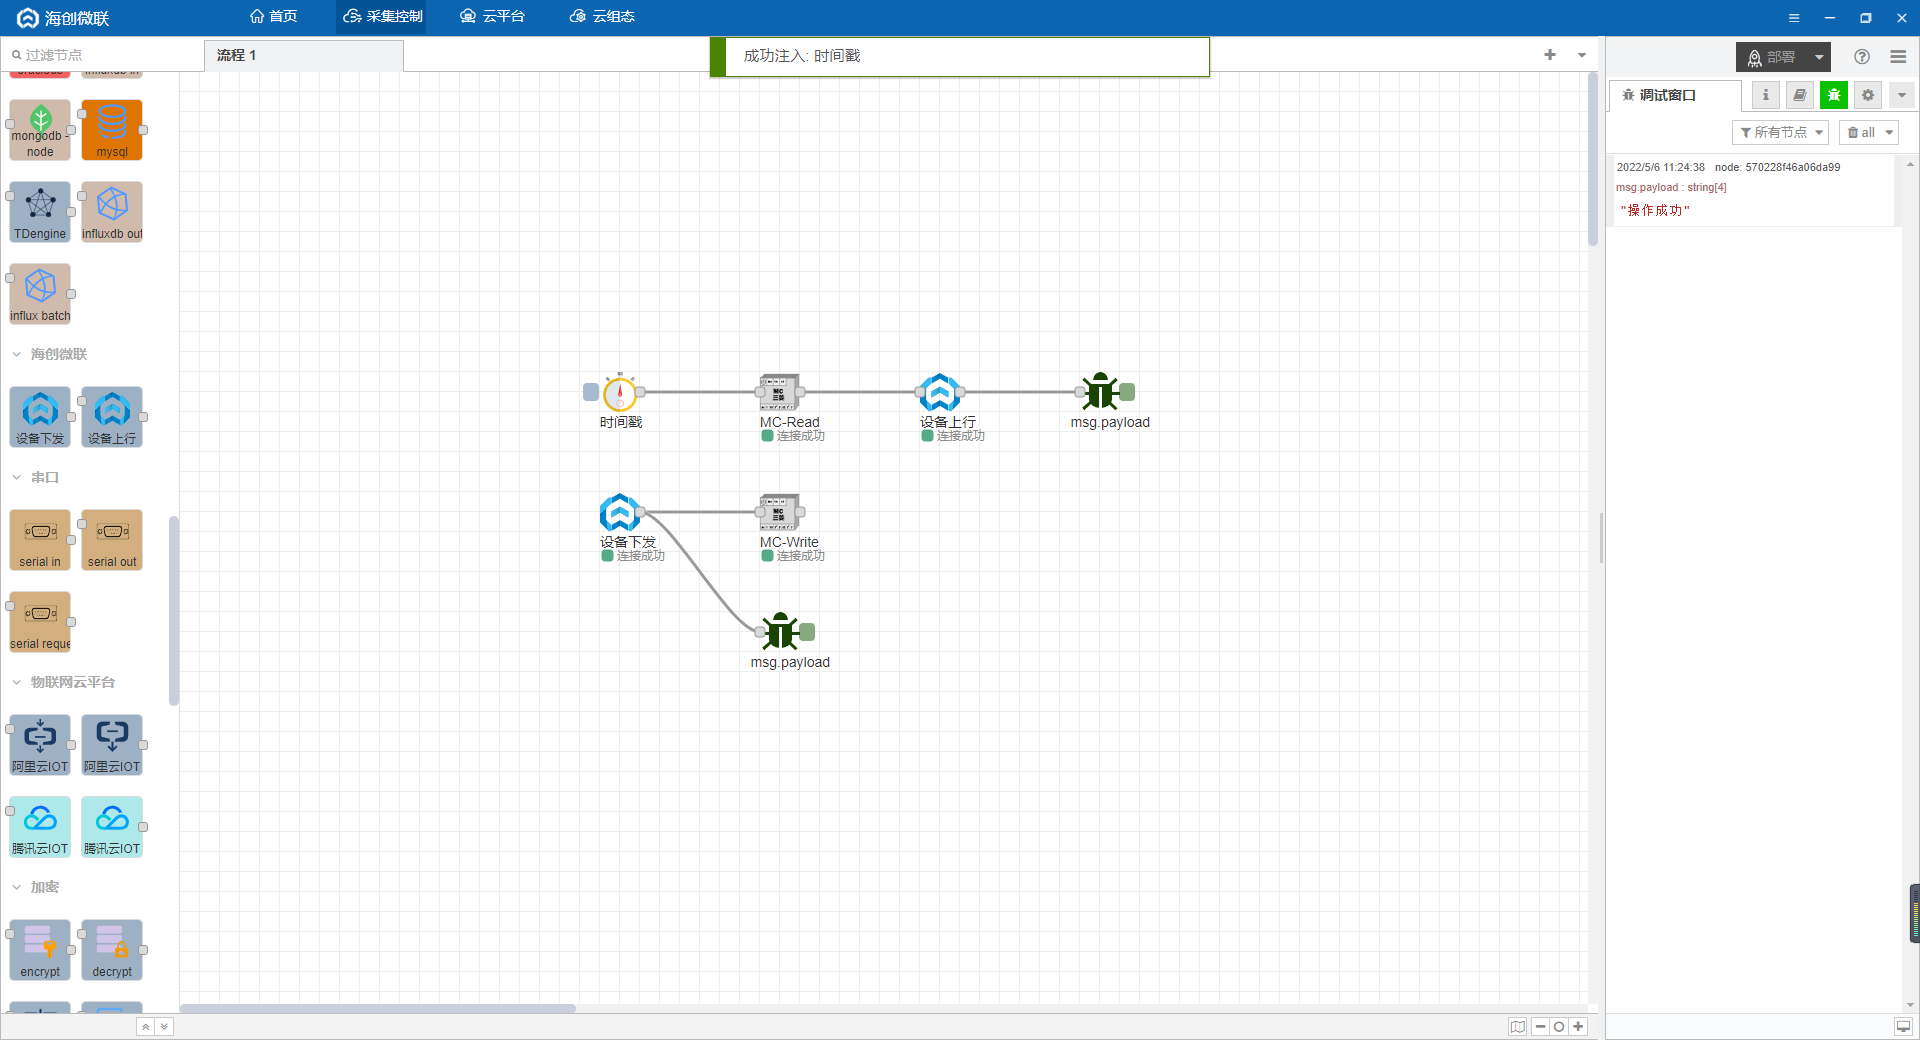 海创微联
首页
采集控制
云平台
云组态
过滤节点
流程 1
成功注入: 时间戳
部署
调试窗口
所有节点
all
2022/5/6 11:24:38 node: 570228f46a06da99
msg.payload : string[4]
"操作成功"
mongodb - node
mysql
TDengine
influxdb out
influx batch
海创微联
设备下发
设备上行
串口
serial in
serial out
serial reque
物联网云平台
阿里云IOT
阿里云IOT
腾讯云IOT
腾讯云IOT
加密
encrypt
decrypt
时间戳
MC
三菱
MC-Read
连接成功
设备上行
连接成功
msg.payload
设备下发
连接成功
MC
三菱
MC-Write
连接成功
msg.payload